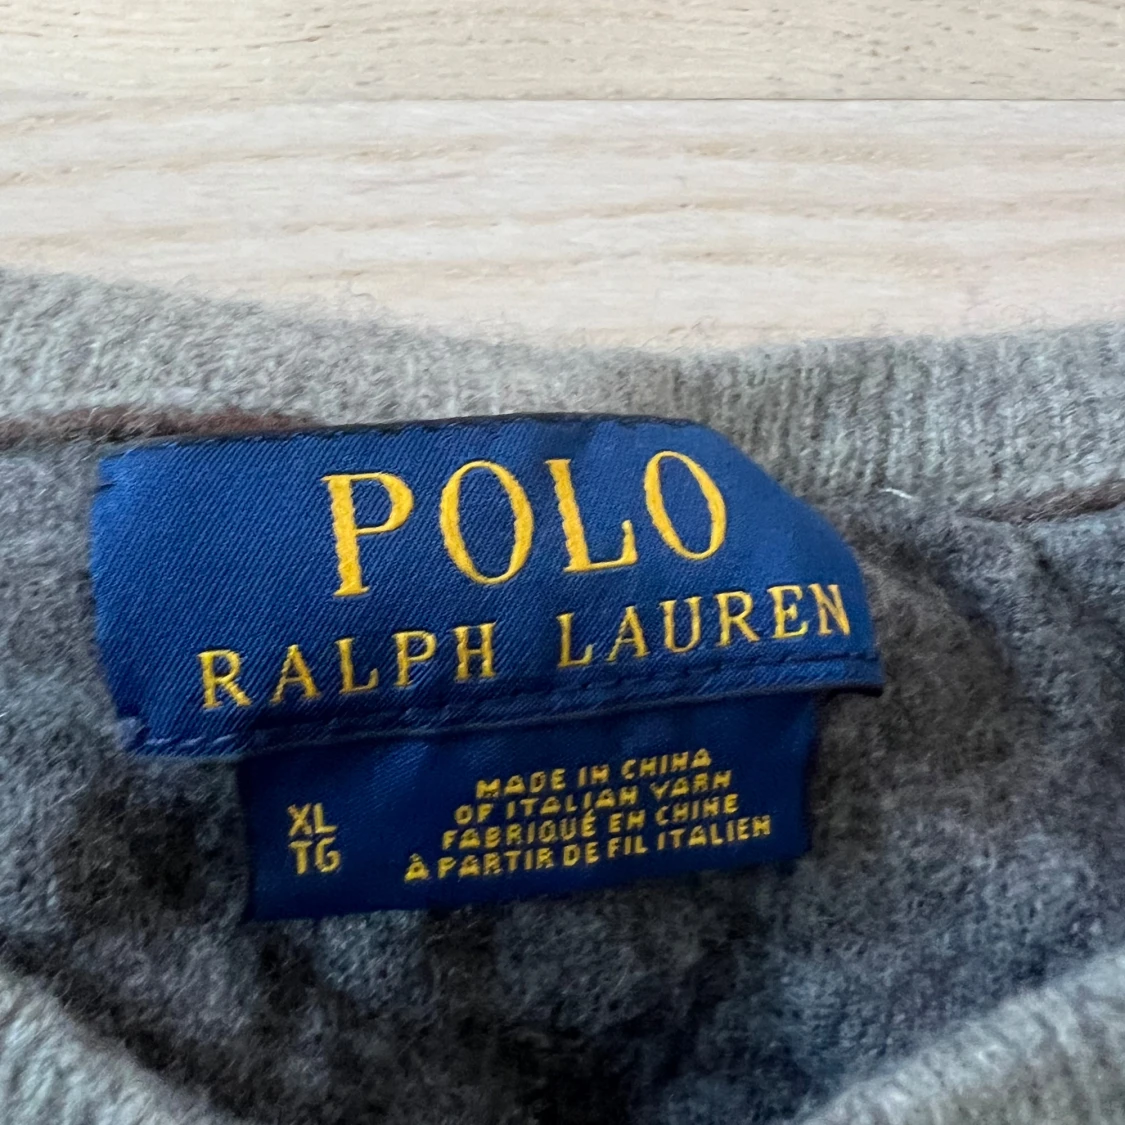 POLO
RALPH LAUREN
XL
TG
MADE IN CHINA
OF ITALIAN YARN
FABRIQUÉ EN CHINE
À PARTIR DE FIL ITALIEN